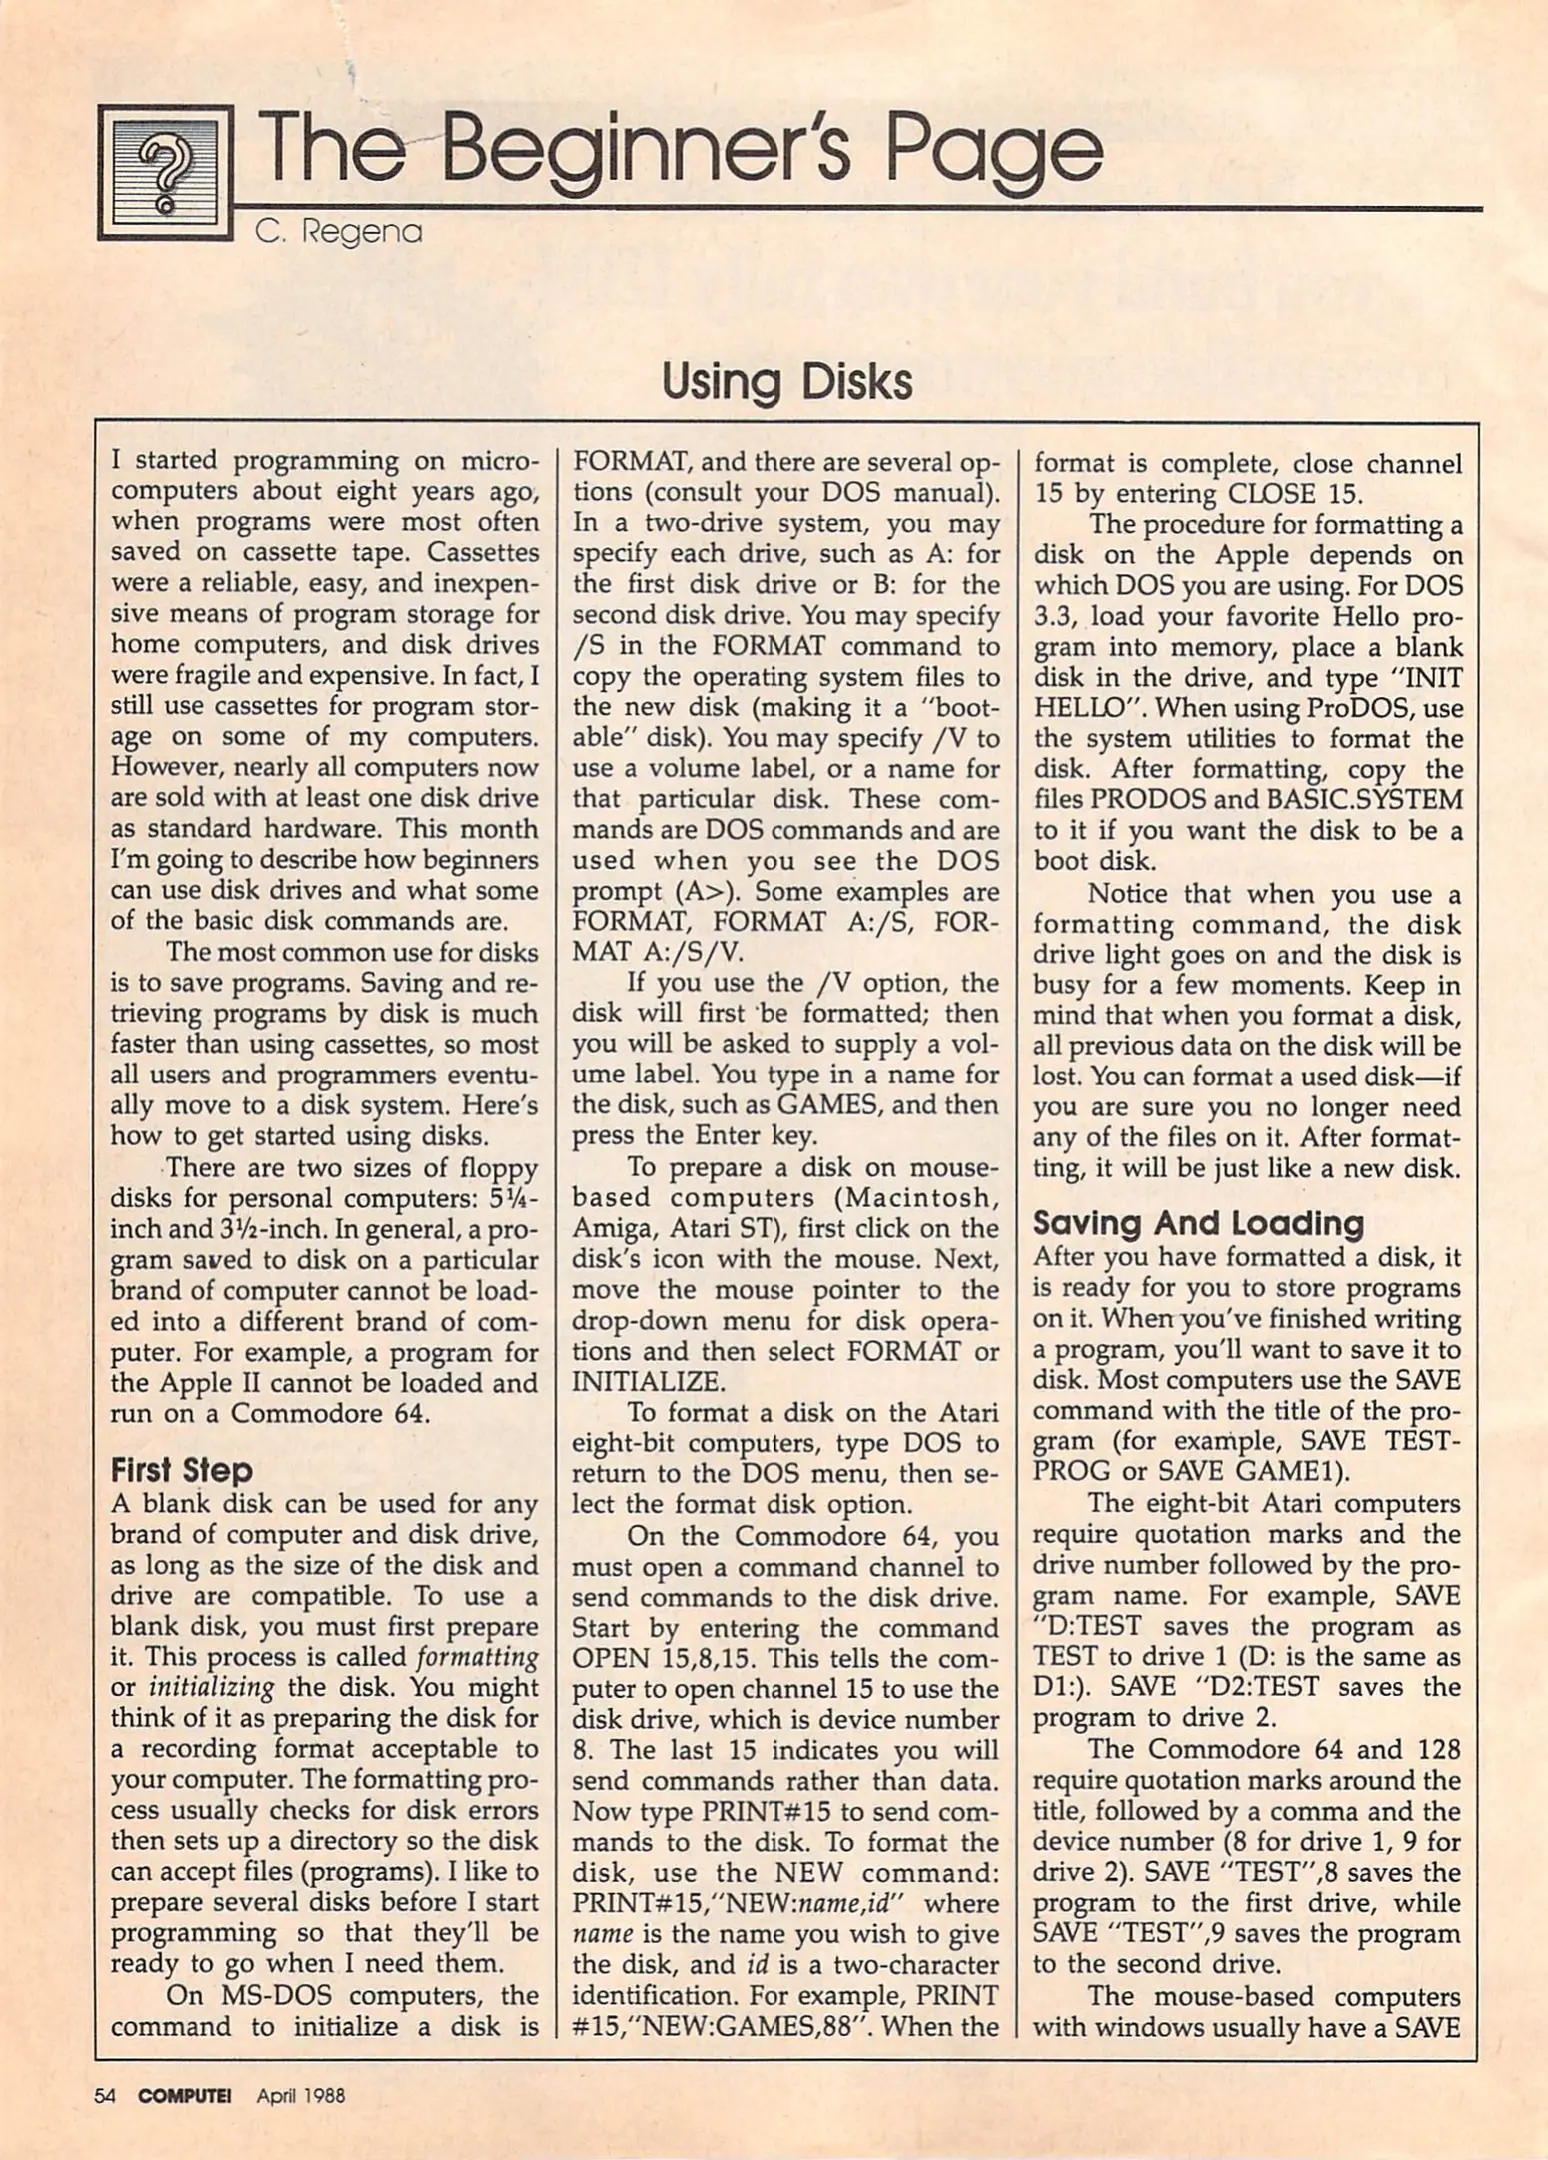 ?
The Beginner's Page
C. Regena
Using Disks
I started programming on micro-
computers about eight years ago,
when programs were most often
saved on cassette tape. Cassettes
were a reliable, easy, and inexpen-
sive means of program storage for
home computers, and disk drives
were fragile and expensive. In fact, I
still use cassettes for program stor-
age on some of my computers.
However, nearly all computers now
are sold with at least one disk drive
as standard hardware. This month
I'm going to describe how beginners
can use disk drives and what some
of the basic disk commands are.
The most common use for disks
is to save programs. Saving and re-
trieving programs by disk is much
faster than using cassettes, so most
all users and programmers eventu-
ally move to a disk system. Here's
how to get started using disks.
There are two sizes of floppy
disks for personal computers: 5¼-
inch and 3½-inch. In general, a pro-
gram saved to disk on a particular
brand of computer cannot be load-
ed into a different brand of com-
puter. For example, a program for
the Apple II cannot be loaded and
run on a Commodore 64.
First Step
A blank disk can be used for any
brand of computer and disk drive,
as long as the size of the disk and
drive are compatible. To use a
blank disk, you must first prepare
it. This process is called formatting
or initializing the disk. You might
think of it as preparing the disk for
a recording format acceptable to
your computer. The formatting pro-
cess usually checks for disk errors
then sets up a directory so the disk
can accept files (programs). I like to
prepare several disks before I start
programming so that they'll be
ready to go when I need them.
On MS-DOS computers, the
command to initialize a disk is
FORMAT, and there are several op-
tions (consult your DOS manual).
In a two-drive system, you may
specify each drive, such as A: for
the first disk drive or B: for the
second disk drive. You may specify
/S in the FORMAT command to
copy the operating system files to
the new disk (making it a "boot-
able" disk). You may specify /V to
use a volume label, or a name for
that particular disk. These com-
mands are DOS commands and are
used when you see the DOS
prompt (A>). Some examples are
FORMAT, FORMAT A:/S, FOR-
MAT A:/S/V.
If you use the /V option, the
disk will first be formatted; then
you will be asked to supply a vol-
ume label. You type in a name for
the disk, such as GAMES, and then
press the Enter key.
To prepare a disk on mouse-
based computers (Macintosh,
Amiga, Atari ST), first click on the
disk's icon with the mouse. Next,
move the mouse pointer to the
drop-down menu for disk opera-
tions and then select FORMAT or
INITIALIZE.
To format a disk on the Atari
eight-bit computers, type DOS to
return to the DOS menu, then se-
lect the format disk option.
On the Commodore 64, you
must open a command channel to
send commands to the disk drive.
Start by entering the command
OPEN 15,8,15. This tells the com-
puter to open channel 15 to use the
disk drive, which is device number
8. The last 15 indicates you will
send commands rather than data.
Now type PRINT#15 to send com-
mands to the disk. To format the
disk, use the NEW command:
PRINT#15,"NEW:name,id" where
name is the name you wish to give
the disk, and id is a two-character
identification. For example, PRINT
#15,"NEW:GAMES,88". When the
format is complete, close channel
15 by entering CLOSE 15.
The procedure for formatting a
disk on the Apple depends on
which DOS you are using. For DOS
3.3, load your favorite Hello pro-
gram into memory, place a blank
disk in the drive, and type "INIT
HELLO". When using ProDOS, use
the system utilities to format the
disk. After formatting, copy the
files PRODOS and BASIC.SYSTEM
to it if you want the disk to be a
boot disk.
Notice that when you use a
formatting command, the disk
drive light goes on and the disk is
busy for a few moments. Keep in
mind that when you format a disk,
all previous data on the disk will be
lost. You can format a used disk—if
you are sure you no longer need
any of the files on it. After format-
ting, it will be just like a new disk.
Saving And Loading
After you have formatted a disk, it
is ready for you to store programs
on it. When you've finished writing
a program, you'll want to save it to
disk. Most computers use the SAVE
command with the title of the pro-
gram (for example, SAVE TEST-
PROG or SAVE GAME1).
The eight-bit Atari computers
require quotation marks and the
drive number followed by the pro-
gram name. For example, SAVE
"D:TEST saves the program as
TEST to drive 1 (D: is the same as
D1:). SAVE "D2:TEST saves the
program to drive 2.
The Commodore 64 and 128
require quotation marks around the
title, followed by a comma and the
device number (8 for drive 1, 9 for
drive 2). SAVE "TEST",8 saves the
program to the first drive, while
SAVE "TEST",9 saves the program
to the second drive.
The mouse-based computers
with windows usually have a SAVE
54 COMPUTE! April 1988